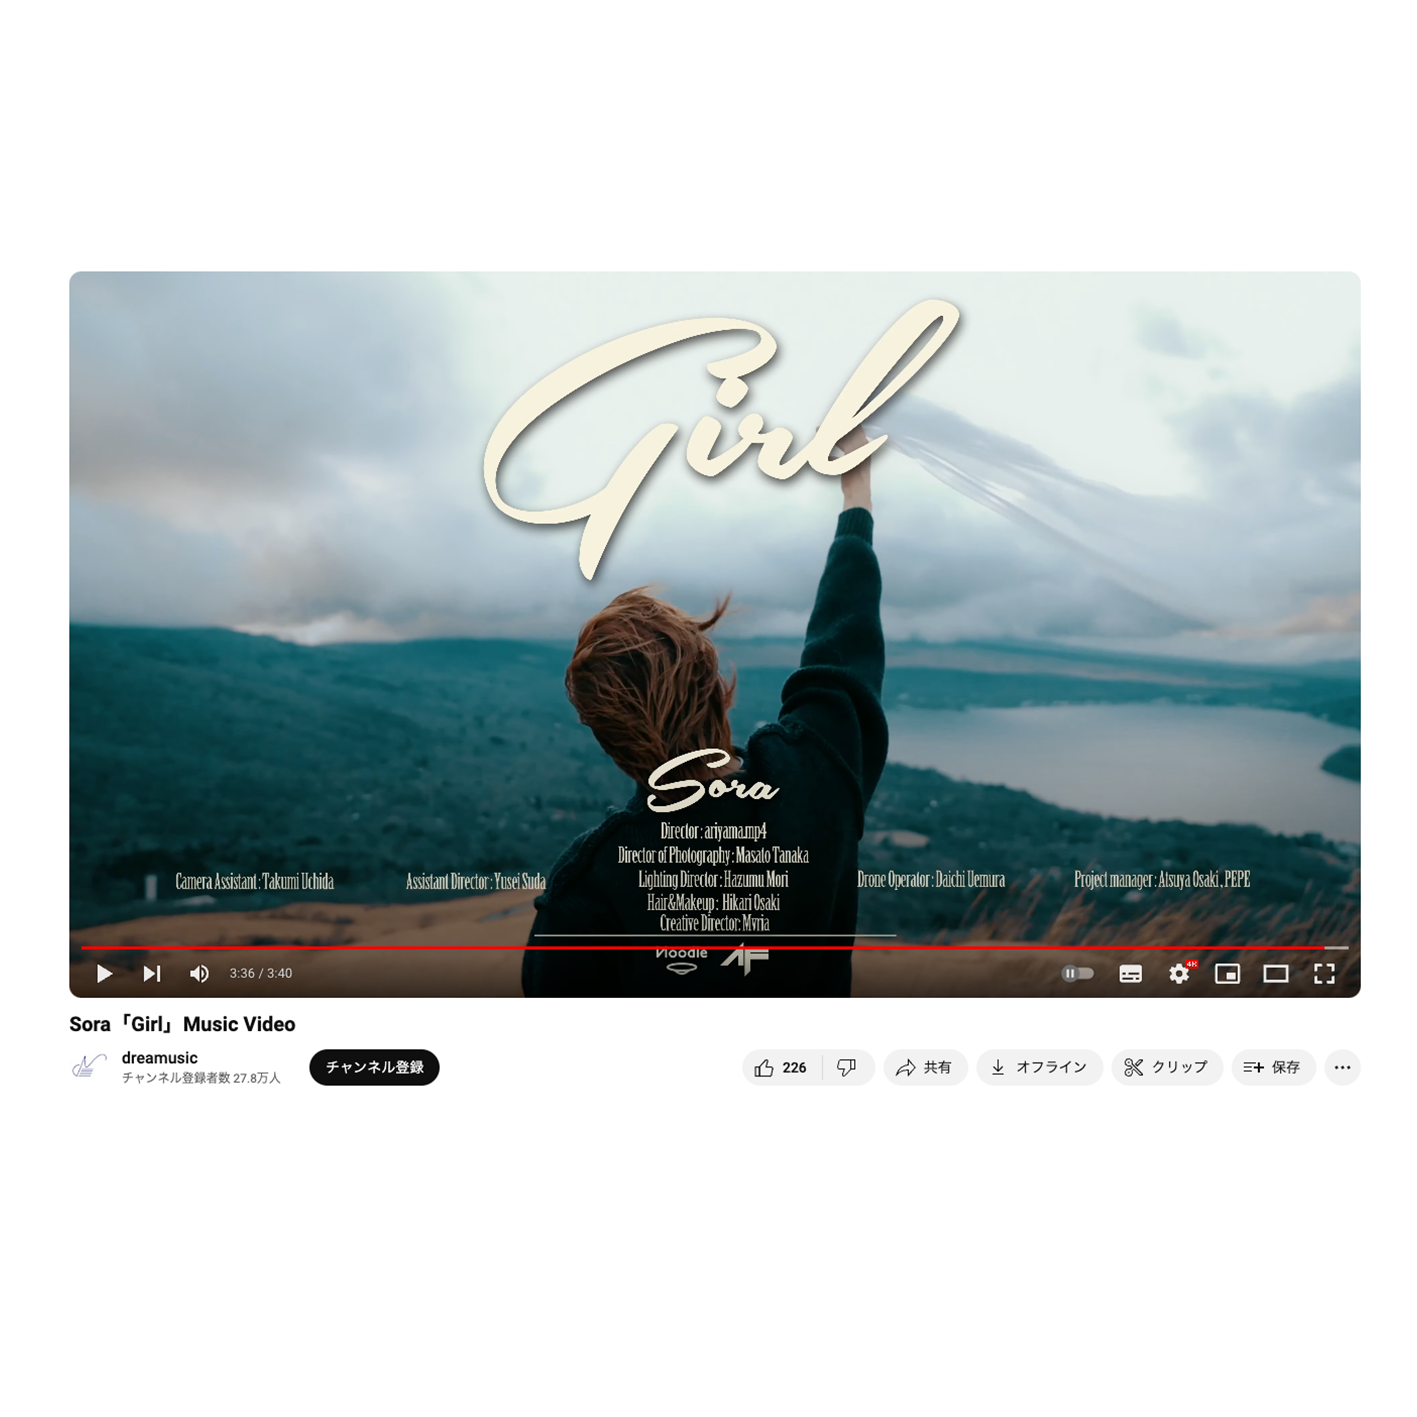 Girl
Sora
Director : ariyama.mp4
Director of Photography : Masato Tanaka
Camera Assistant : Takumi Uchida
Assistant Director : Yusei Suda
Lighting Director : Hazumu Mori
Drone Operator : Daichi Uemura
Project manager : Atsuya Osaki , PEPE
Hair&Makeup : Hikari Osaki
Creative Director: Myria
Noodle
3:36 / 3:40
4K
Sora「Girl」Music Video
dreamusic
チャンネル登録者数 27.8万人
チャンネル登録
226
共有
オフライン
クリップ
保存